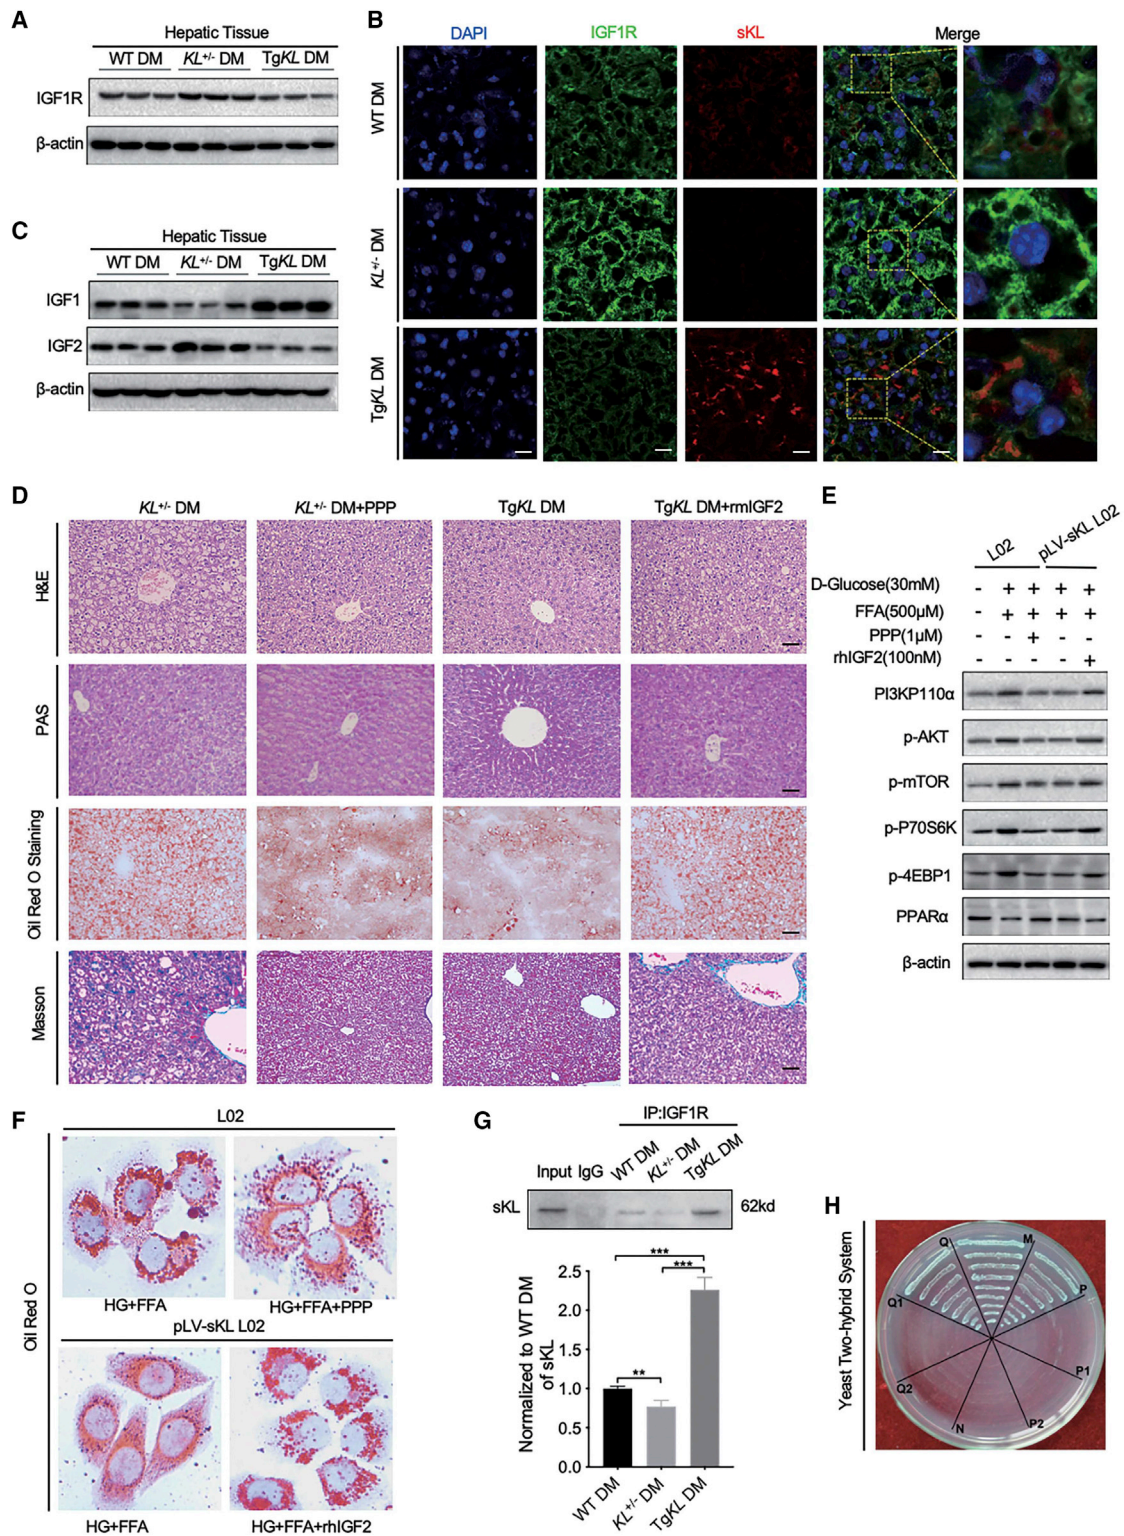 A
Hepatic Tissue
WT DM KL+/- DM TgKL DM
IGF1R
β-actin
B
DAPI IGF1R sKL Merge
WT DM
KL+/- DM
TgKL DM
C
Hepatic Tissue
WT DM KL+/- DM TgKL DM
IGF1
IGF2
β-actin
D
KL+/- DM KL+/- DM+PPP TgKL DM TgKL DM+rmIGF2
H&E
PAS
Oil Red O Staining
Masson
E
L02 pLV-sKL L02
D-Glucose(30mM) - + + + +
FFA(500μM) - + + + +
PPP(1μM) - - + - -
rhIGF2(100nM) - - - - +
PI3KP110α
p-AKT
p-mTOR
p-P70S6K
p-4EBP1
PPARα
β-actin
F
Oil Red O
L02
HG+FFA HG+FFA+PPP
pLV-sKL L02
HG+FFA HG+FFA+rhIGF2
G
IP:IGF1R
Input IgG WT DM KL+/- DM TgKL DM
sKL 62kd
Normalized to WT DM
of sKL
2.5
2.0
1.5
1.0
0.5
0.0
***
***
**
WT DM KL+/- DM TgKL DM
H
Yeast Two-hybrid System
Q M
Q1 P
Q2 P1
N P2